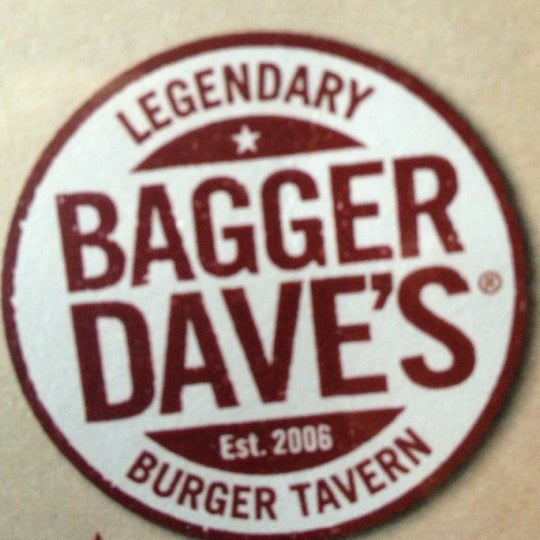 LEGENDARY
BAGGER
DAVE'S®
Est. 2006
BURGER TAVERN